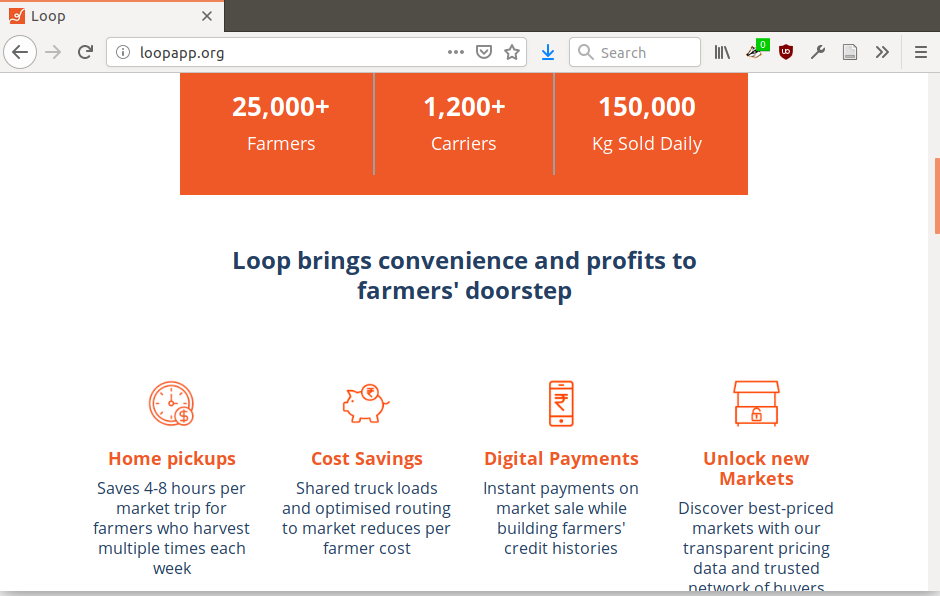 Loop
loopapp.org
Search
0
25,000+ 1,200+ 150,000
Farmers Carriers Kg Sold Daily
Loop brings convenience and profits to
farmers' doorstep
Home pickups
Saves 4-8 hours per
market trip for
farmers who harvest
multiple times each
week
Cost Savings
Shared truck loads
and optimised routing
to market reduces per
farmer cost
Digital Payments
Instant payments on
market sale while
building farmers'
credit histories
Unlock new
Markets
Discover best-priced
markets with our
transparent pricing
data and trusted
network of buyers